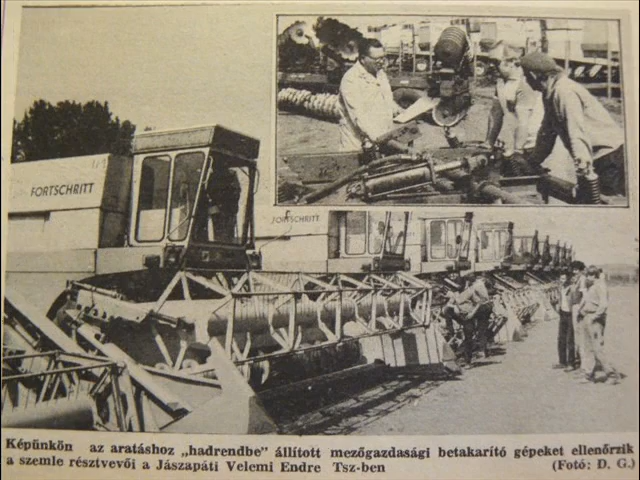 FORTSCHRITT
FORTSCHRITT
FORTSCHRITT
Képünkön az aratáshoz „hadrendbe” állított mezőgazdasági betakarító gépeket ellenőrzik
a szemle résztvevői a Jászapáti Velemi Endre Tsz-ben (Fotó: D. G.)